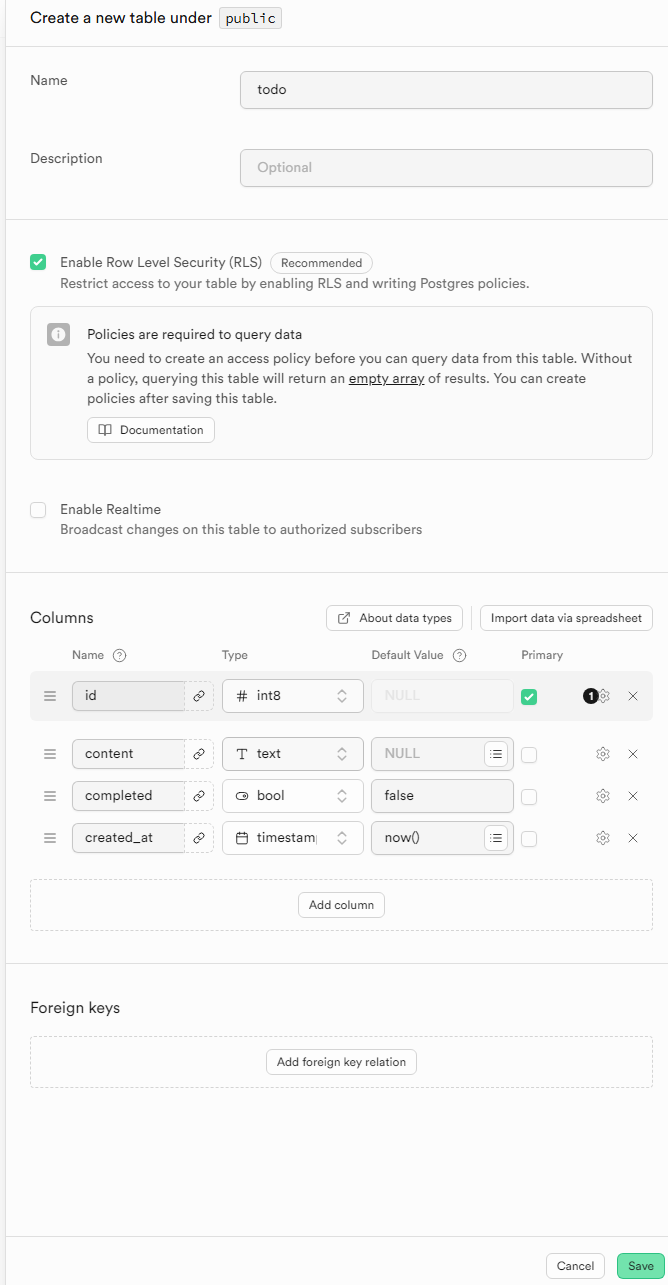 Create a new table under public
Name
todo
Description
Optional
Enable Row Level Security (RLS) Recommended
Restrict access to your table by enabling RLS and writing Postgres policies.
Policies are required to query data
You need to create an access policy before you can query data from this table. Without
a policy, querying this table will return an empty array of results. You can create
policies after saving this table.
Documentation
Enable Realtime
Broadcast changes on this table to authorized subscribers
Columns About data types Import data via spreadsheet
Name ? Type Default Value ? Primary
id # int8 NULL 1
content T text NULL
completed bool false
created_at timestam now()
Add column
Foreign keys
Add foreign key relation
Cancel Save